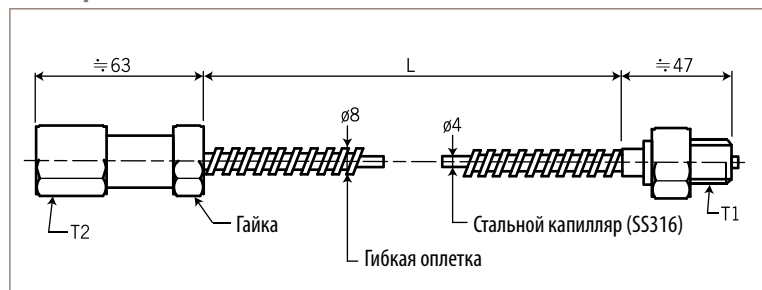 ≒63
L
≒47
ø8
ø4
T2
Гайка
Гибкая оплетка
Стальной капилляр (SS316)
T1